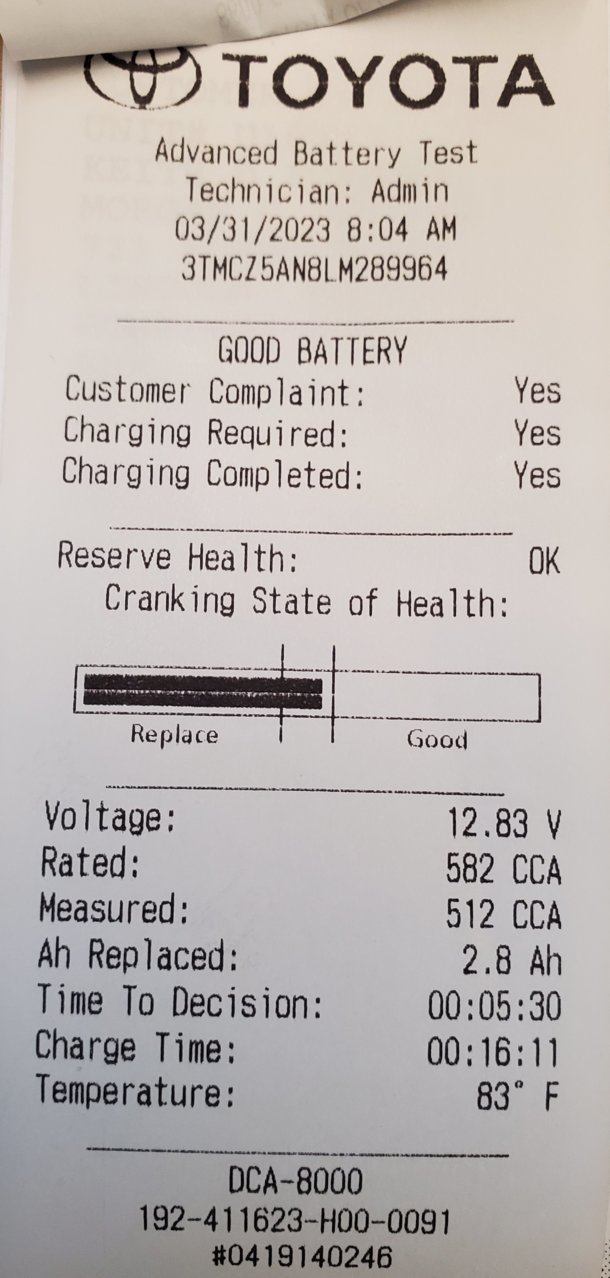 TOYOTA
Advanced Battery Test
Technician: Admin
03/31/2023 8:04 AM
3TMCZ5AN8LM289964
GOOD BATTERY
Customer Complaint: Yes
Charging Required: Yes
Charging Completed: Yes
Reserve Health: OK
Cranking State of Health:
Replace Good
Voltage: 12.83 V
Rated: 582 CCA
Measured: 512 CCA
Ah Replaced: 2.8 Ah
Time To Decision: 00:05:30
Charge Time: 00:16:11
Temperature: 83° F
DCA-8000
192-411623-H00-0091
#0419140246